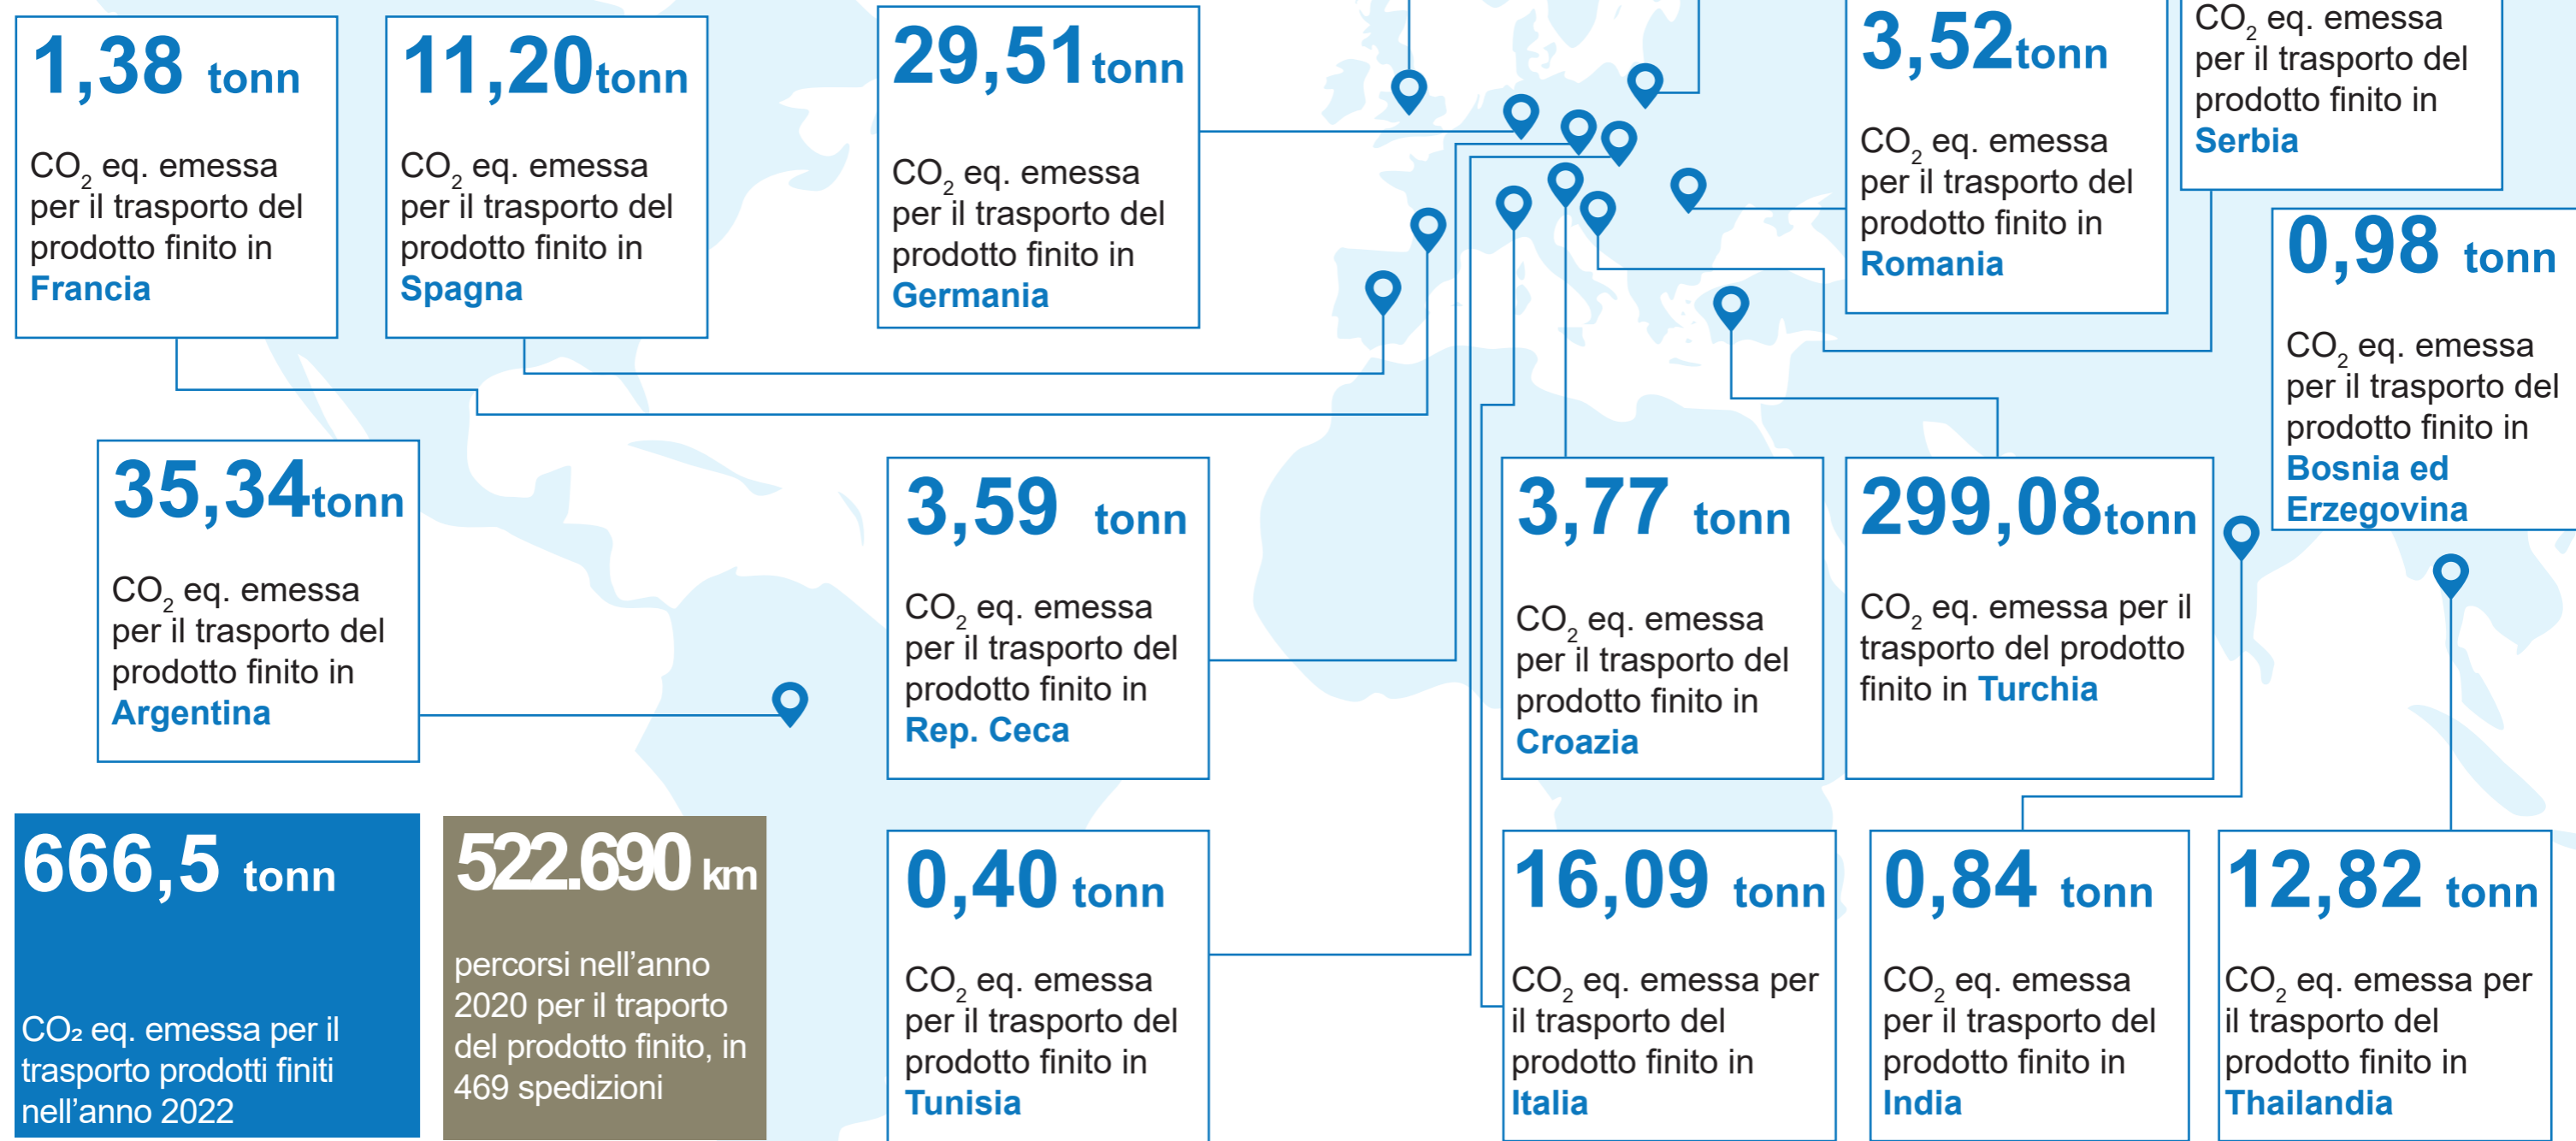 1,38 tonn
CO₂ eq. emessa
per il trasporto del
prodotto finito in
Francia
11,20 tonn
CO₂ eq. emessa
per il trasporto del
prodotto finito in
Spagna
29,51 tonn
CO₂ eq. emessa
per il trasporto del
prodotto finito in
Germania
3,52 tonn
CO₂ eq. emessa
per il trasporto del
prodotto finito in
Romania
CO₂ eq. emessa
per il trasporto del
prodotto finito in
Serbia
0,98 tonn
CO₂ eq. emessa
per il trasporto del
prodotto finito in
Bosnia ed
Erzegovina
35,34 tonn
CO₂ eq. emessa
per il trasporto del
prodotto finito in
Argentina
3,59 tonn
CO₂ eq. emessa
per il trasporto del
prodotto finito in
Rep. Ceca
3,77 tonn
CO₂ eq. emessa
per il trasporto del
prodotto finito in
Croazia
299,08 tonn
CO₂ eq. emessa per il
trasporto del prodotto
finito in Turchia
666,5 tonn
CO₂ eq. emessa per il
trasporto prodotti finiti
nell’anno 2022
522.690 km
percorsi nell’anno
2020 per il traporto
del prodotto finito, in
469 spedizioni
0,40 tonn
CO₂ eq. emessa
per il trasporto del
prodotto finito in
Tunisia
16,09 tonn
CO₂ eq. emessa per
il trasporto del
prodotto finito in
Italia
0,84 tonn
CO₂ eq. emessa
per il trasporto del
prodotto finito in
India
12,82 tonn
CO₂ eq. emessa per
il trasporto del
prodotto finito in
Thailandia